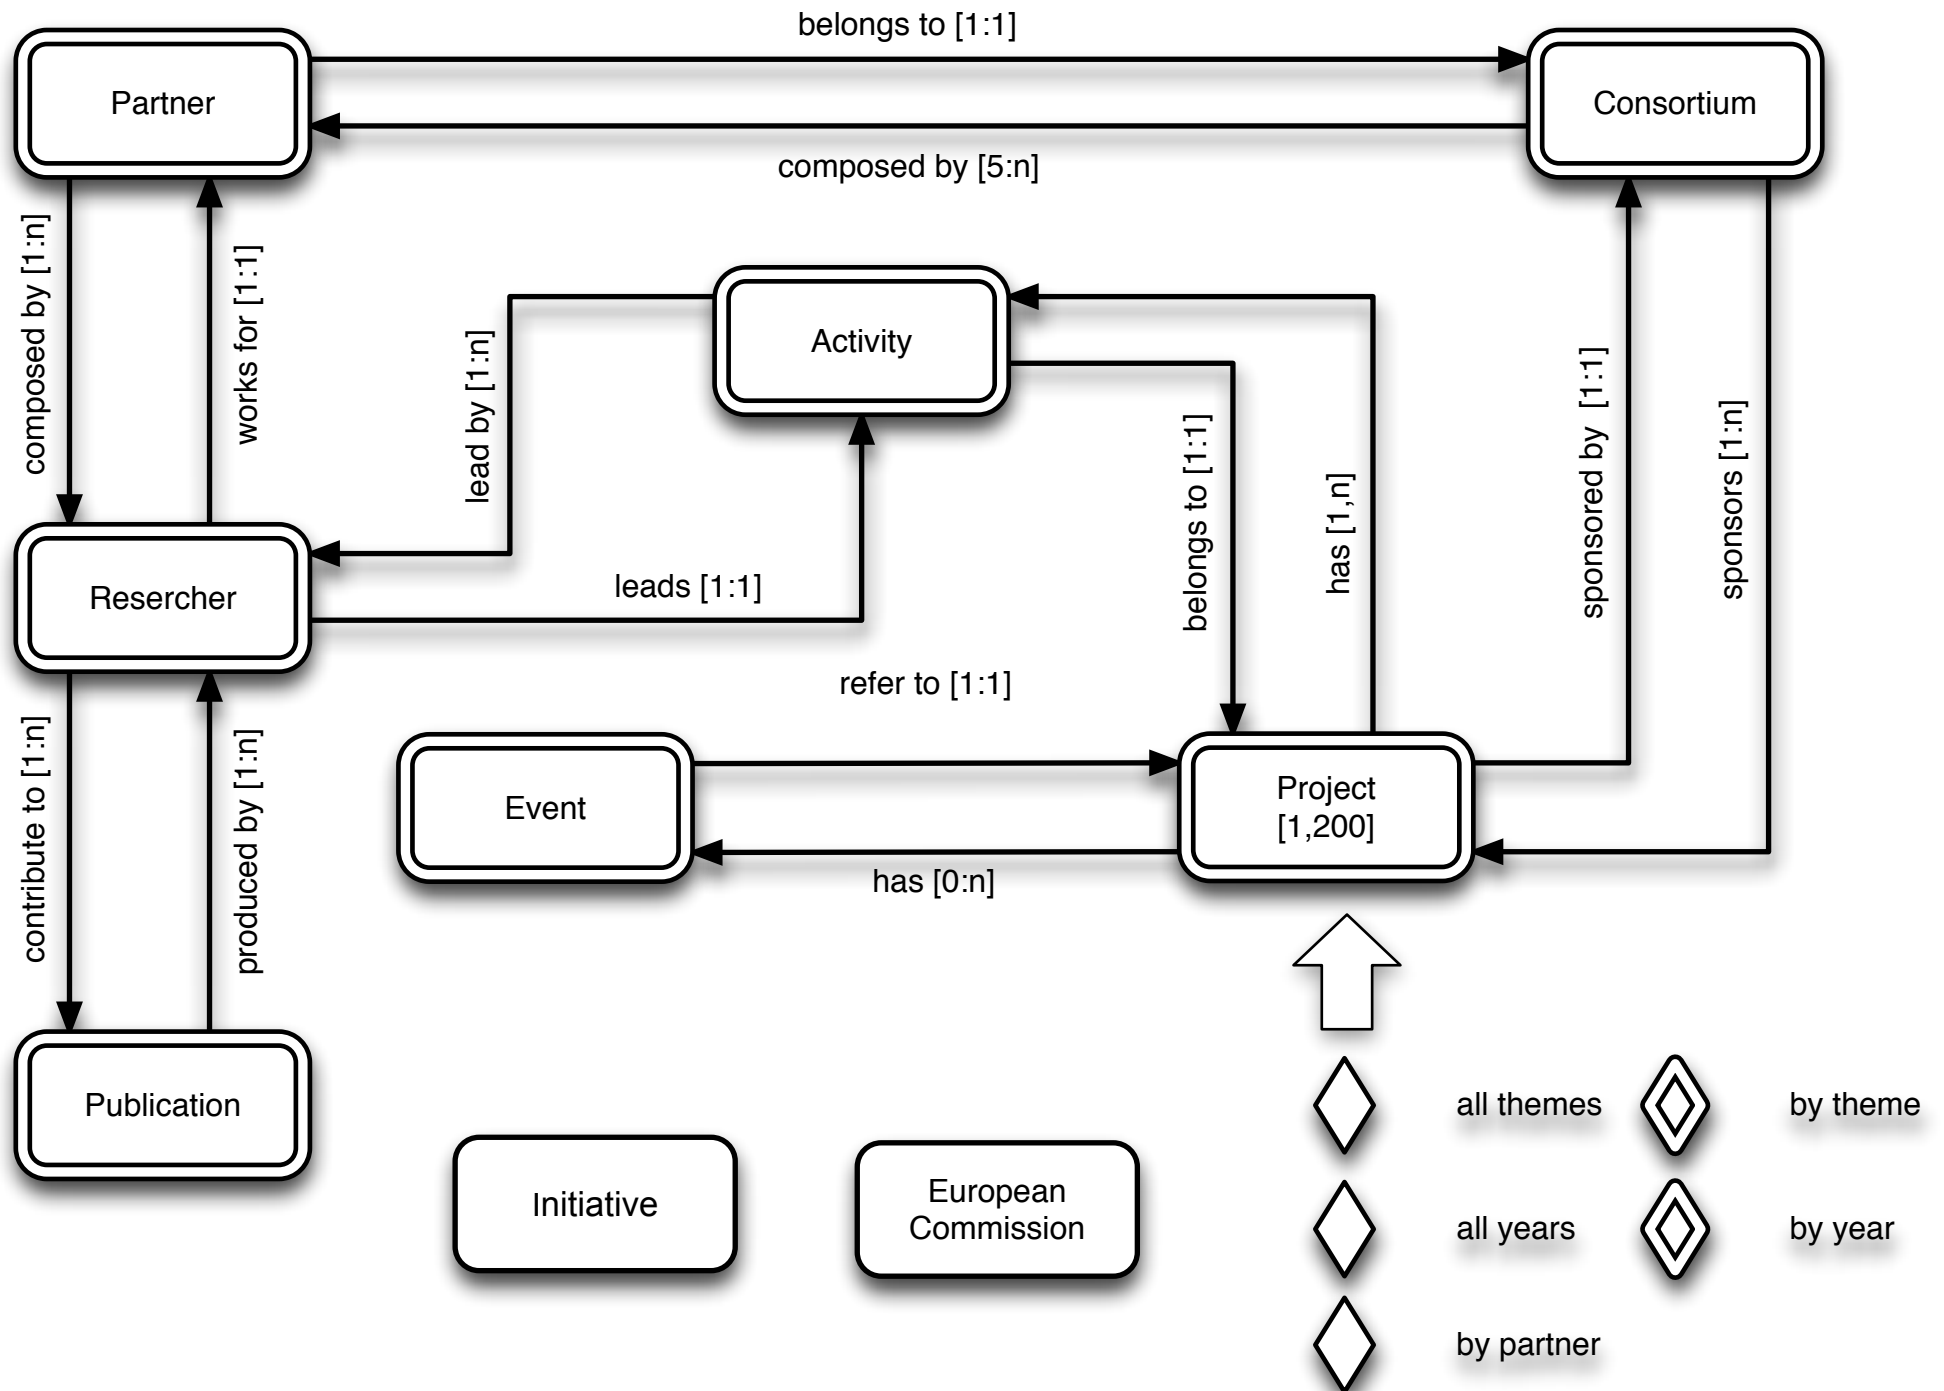 belongs to [1:1]
Partner
Consortium
composed by [5:n]
composed by [1:n]
works for [1:1]
Activity
lead by [1:n]
leads [1:1]
belongs to [1:1]
has [1,n]
sponsored by [1:1]
sponsors [1:n]
Resercher
refer to [1:1]
contribute to [1:n]
produced by [1:n]
Event
Project
[1,200]
has [0:n]
Publication
Initiative
European
Commission
all themes
by theme
all years
by year
by partner